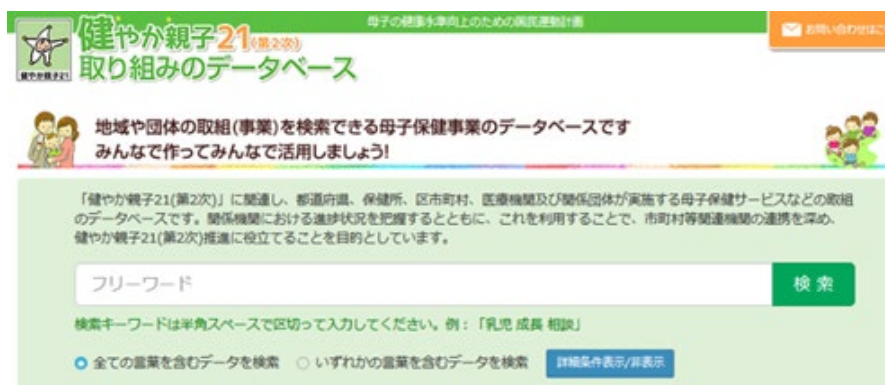 母子の健康水準向上のための国民運動計画
お問い合わせはこ
健やか親子21
健やか親子21(第2次)
取り組みのデータベース
地域や団体の取組(事業)を検索できる母子保健事業のデータベースです
みんなで作ってみんなで活用しましょう!
「健やか親子21(第2次)」に関連し、都道府県、保健所、区市町村、医療機関及び関係団体が実施する母子保健サービスなどの取組
のデータベースです。関係機関における進捗状況を把握するとともに、これを利用することで、市町村等関連機関の連携を深め、
健やか親子21(第2次)推進に役立てることを目的としています。
フリーワード
検索
検索キーワードは半角スペースで区切って入力してください。例：「乳児 成長 相談」
全ての言葉を含むデータを検索 いずれかの言葉を含むデータを検索 詳細条件表示/非表示